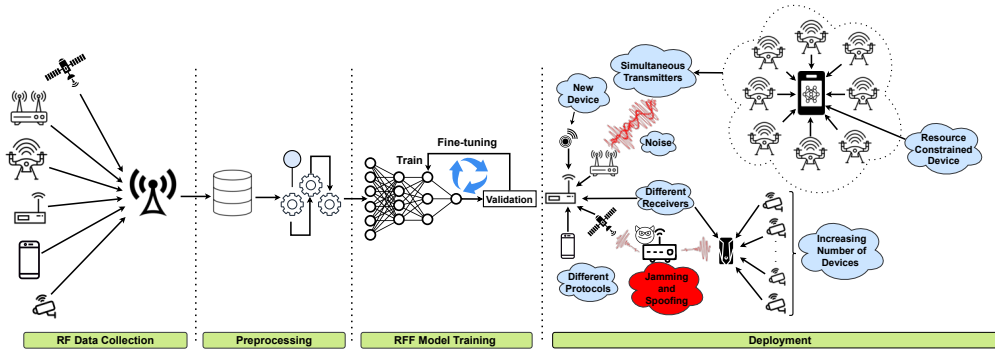 Simultaneous
Transmitters
New
Device
Noise
Resource
Constrained
Device
Fine-tuning
Train
Validation
Different
Receivers
Increasing
Number of
Devices
Different
Protocols
Jamming
and
Spoofing
RF Data Collection
Preprocessing
RFF Model Training
Deployment